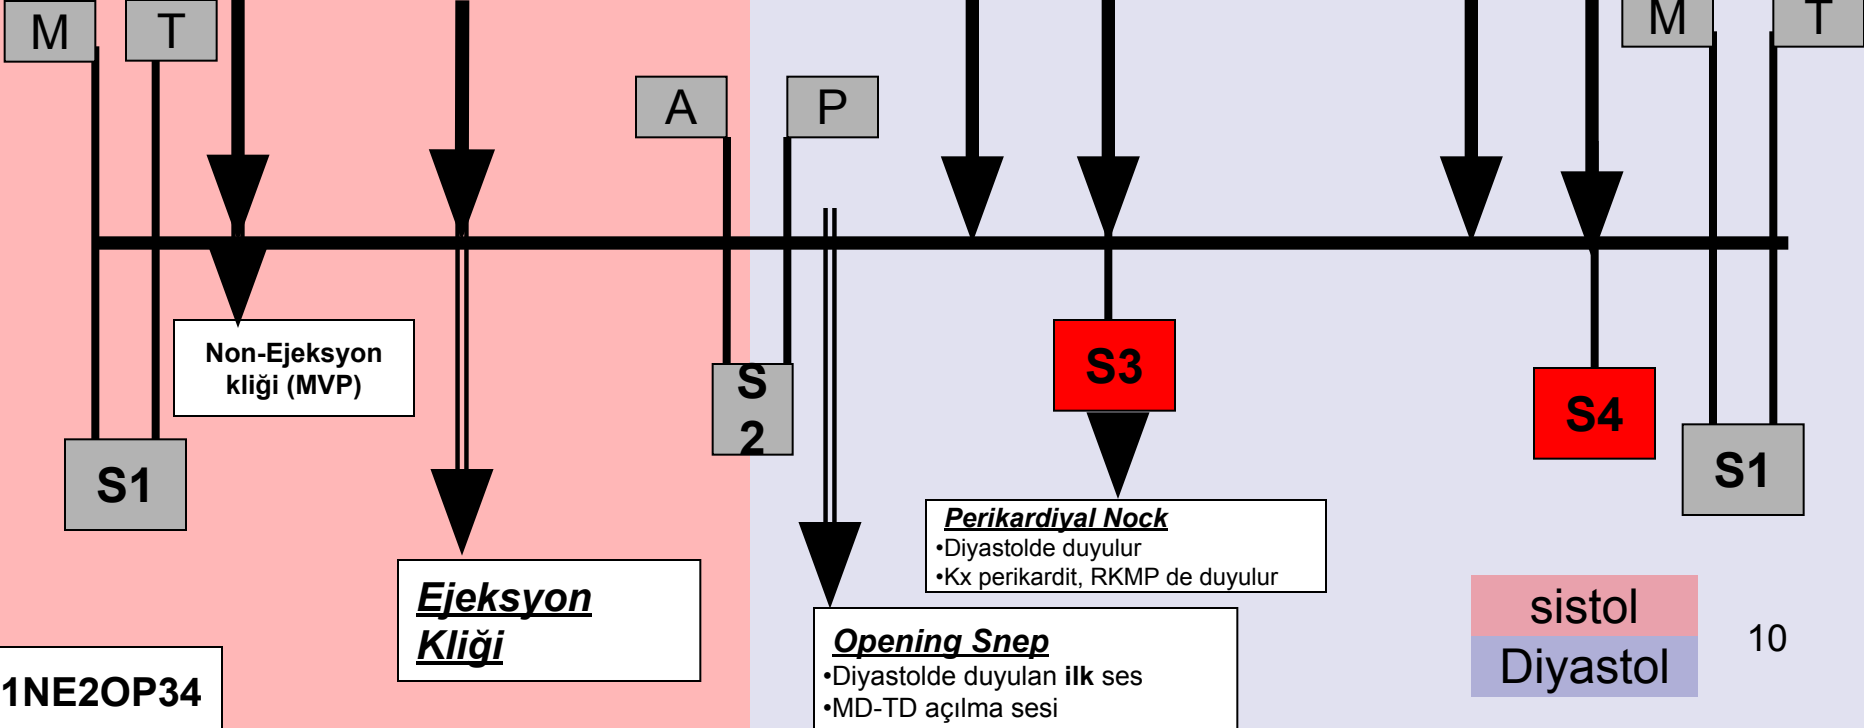 M
T
M
T
A
P
Non-Ejeksyon
kliği (MVP)
S
2
S3
S4
S1
S1
Perikardiyal Nock
•Diyastolde duyulur
•Kx perikardit, RKMP de duyulur
Ejeksyon
Kliği
Opening Snep
•Diyastolde duyulan ilk ses
•MD-TD açılma sesi
sistol
Diyastol
10
1NE2OP34